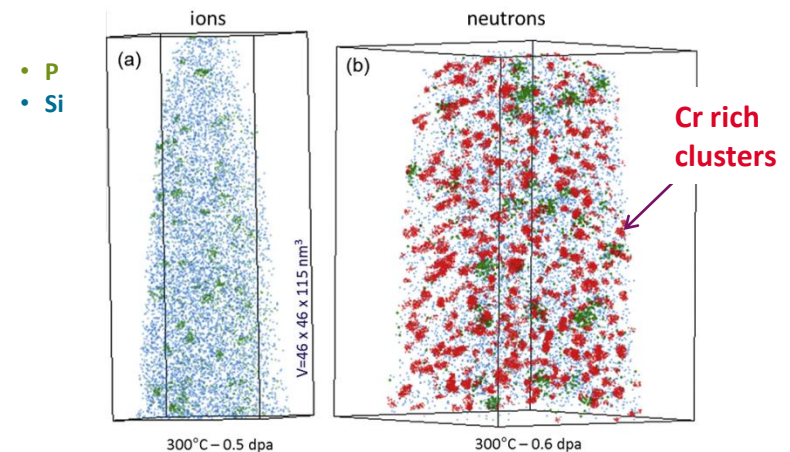 ions
neutrons
(a)
(b)
• P
• Si
Cr rich
clusters
V=46 x 46 x 115 nm³
300°C – 0.5 dpa
300°C – 0.6 dpa